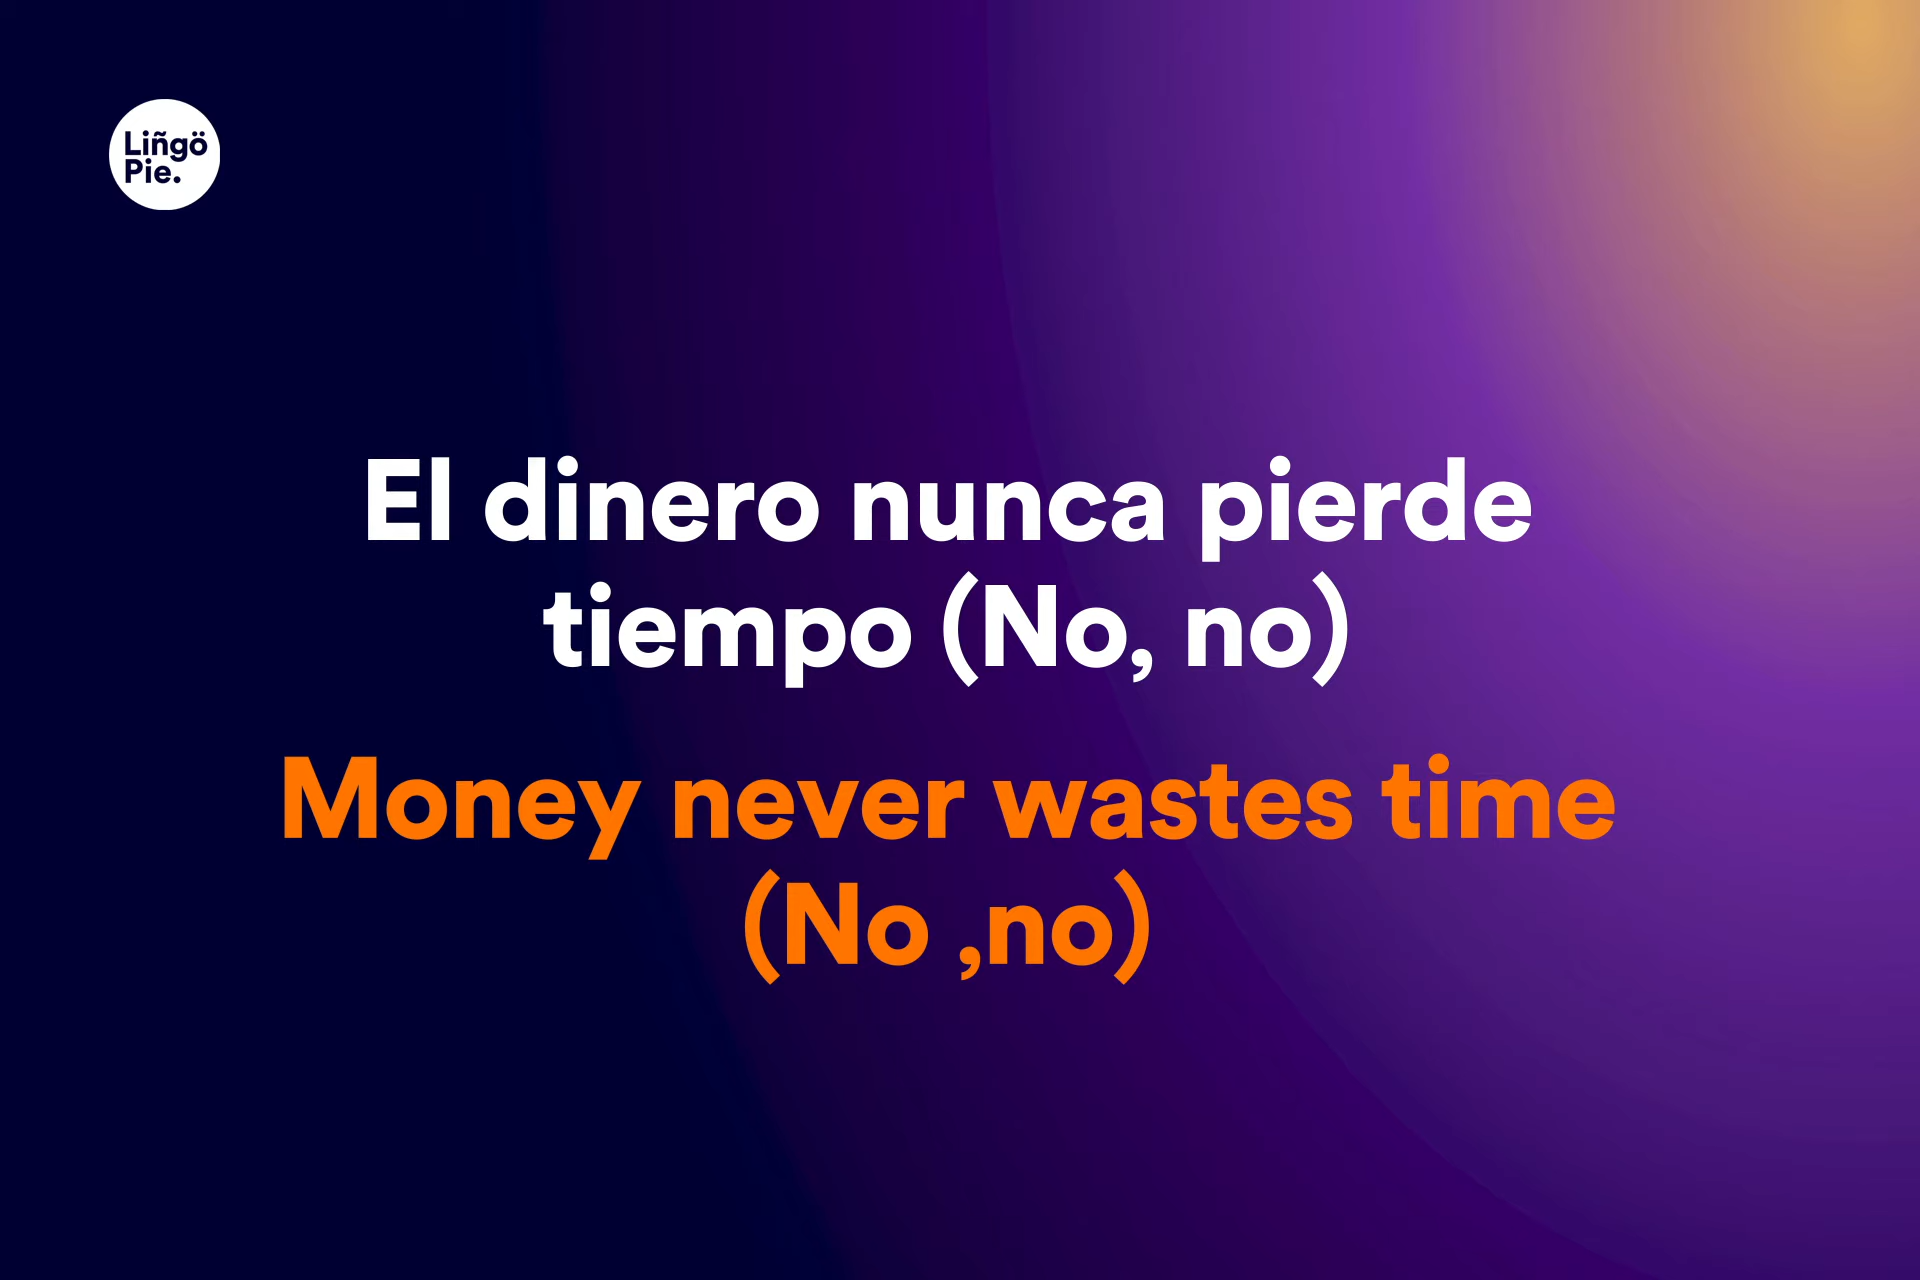 Liñgö
Pie.
El dinero nunca pierde
tiempo (No, no)
Money never wastes time
(No ,no)